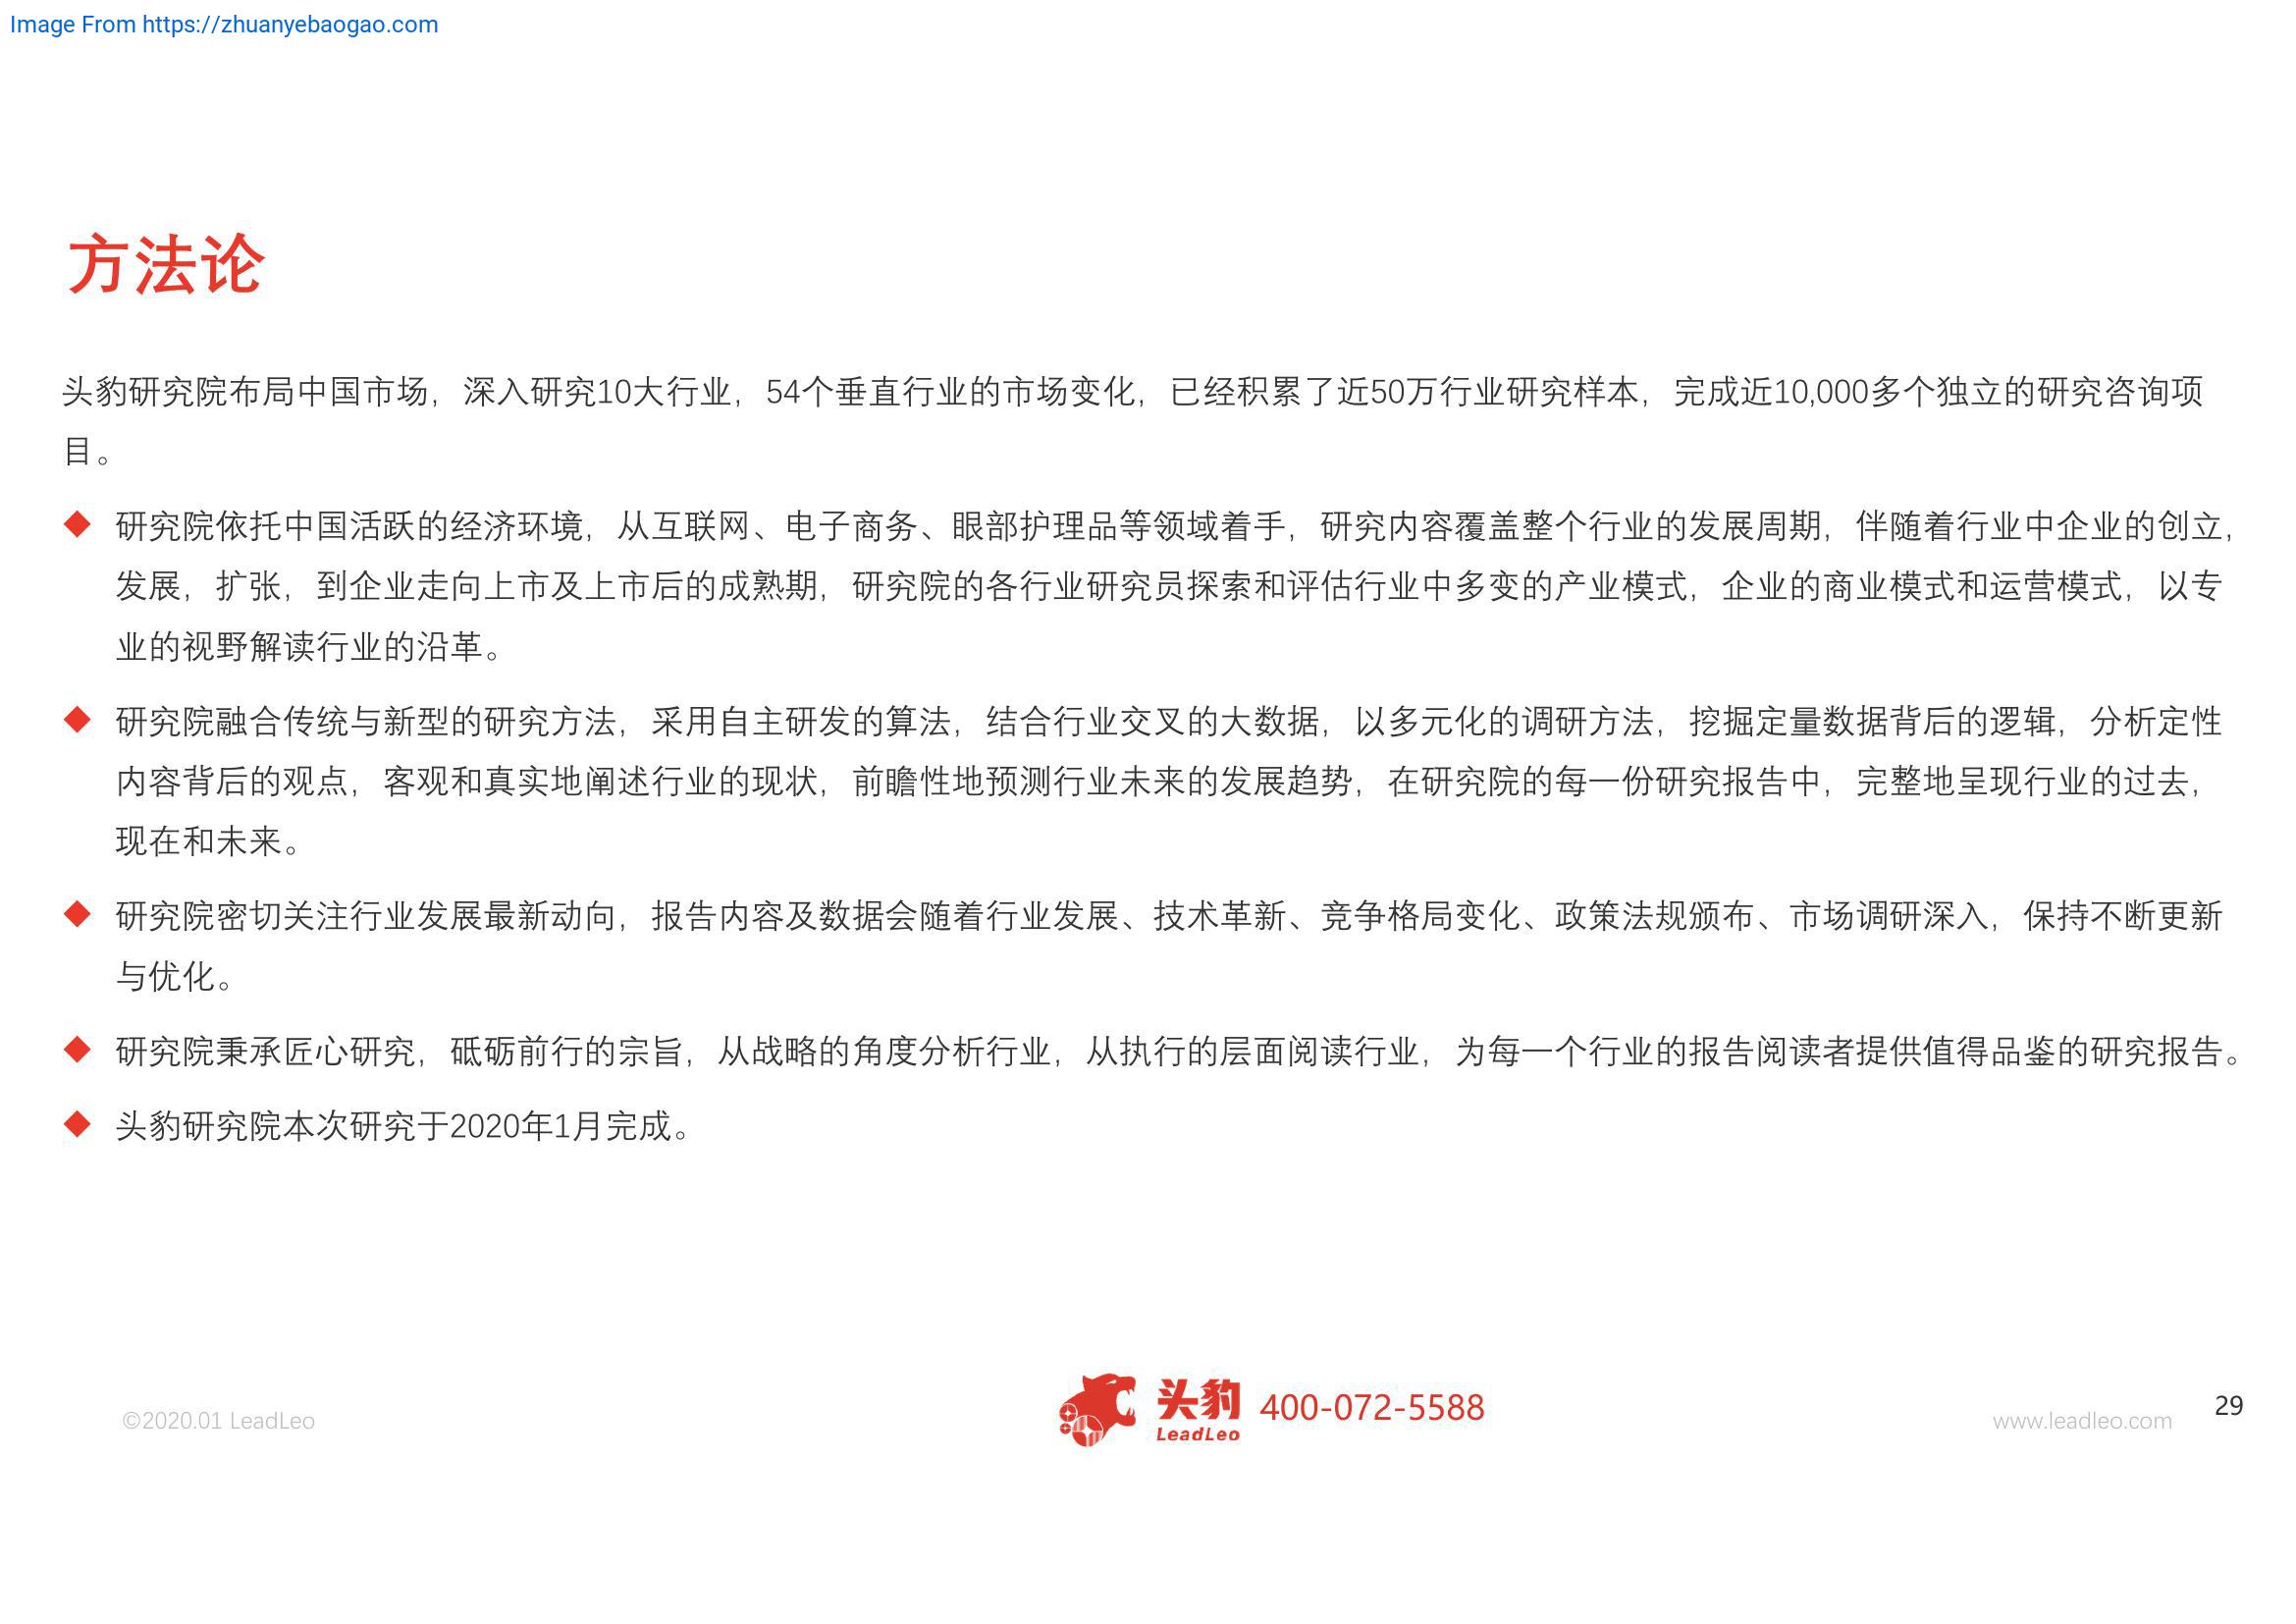 Image From https://zhuanyebaogao.com
方法论
头豹研究院布局中国市场，深入研究10大行业，54个垂直行业的市场变化，已经积累了近50万行业研究样本，完成近10,000多个独立的研究咨询项
目。
◆ 研究院依托中国活跃的经济环境，从互联网、电子商务、眼部护理品等领域着手，研究内容覆盖整个行业的发展周期，伴随着行业中企业的创立，
发展，扩张，到企业走向上市及上市后的成熟期，研究院的各行业研究员探索和评估行业中多变的产业模式，企业的商业模式和运营模式，以专
业的视野解读行业的沿革。
◆ 研究院融合传统与新型的研究方法，采用自主研发的算法，结合行业交叉的大数据，以多元化的调研方法，挖掘定量数据背后的逻辑，分析定性
内容背后的观点，客观和真实地阐述行业的现状，前瞻性地预测行业未来的发展趋势，在研究院的每一份研究报告中，完整地呈现行业的过去，
现在和未来。
◆ 研究院密切关注行业发展最新动向，报告内容及数据会随着行业发展、技术革新、竞争格局变化、政策法规颁布、市场调研深入，保持不断更新
与优化。
◆ 研究院秉承匠心研究，砥砺前行的宗旨，从战略的角度分析行业，从执行的层面阅读行业，为每一个行业的报告阅读者提供值得品鉴的研究报告。
◆ 头豹研究院本次研究于2020年1月完成。
©2020.01 LeadLeo
头豹
LeadLeo
400-072-5588
www.leadleo.com
29